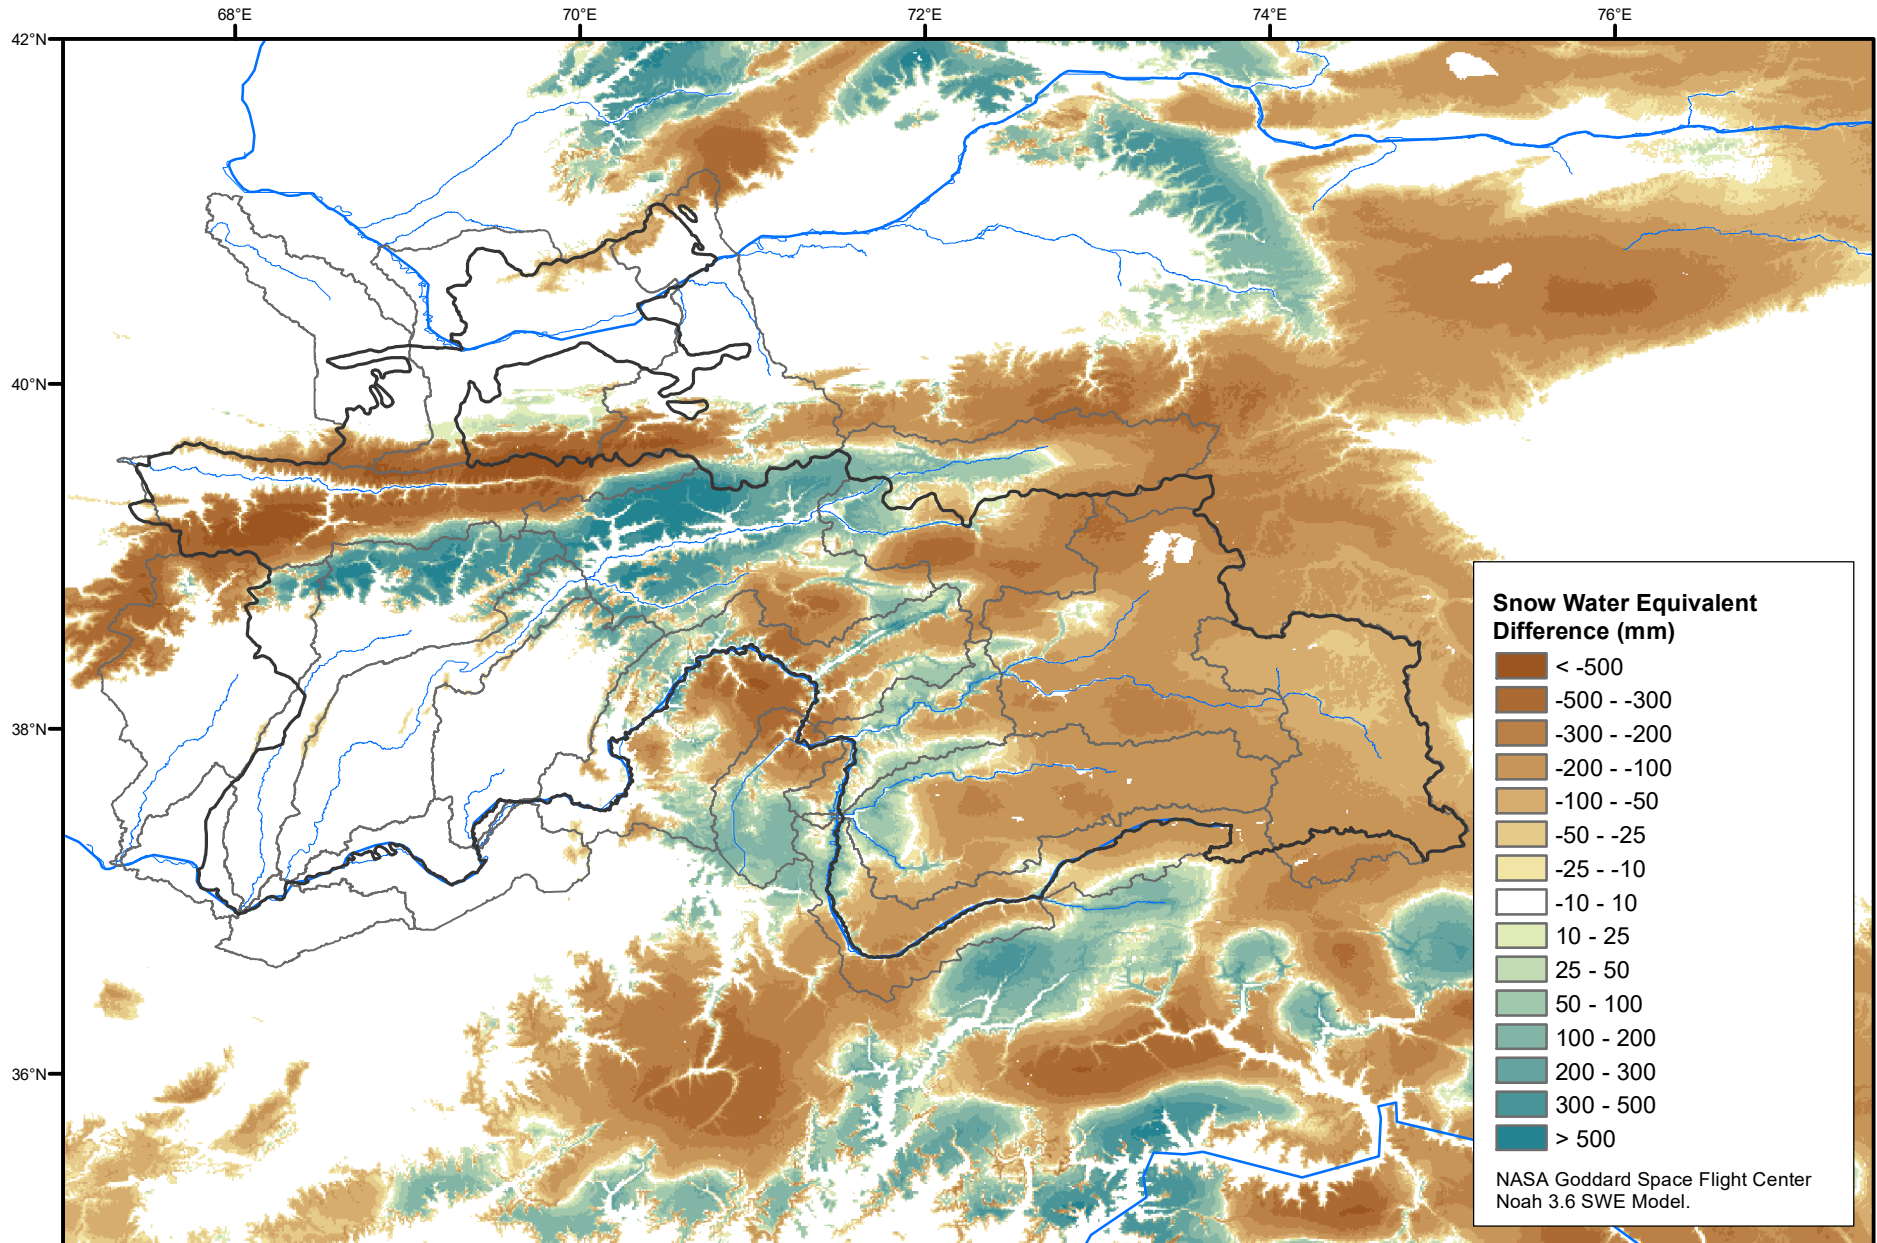 68°E 70°E 72°E 74°E 76°E
42°N
40°N
38°N
36°N
Snow Water Equivalent
Difference (mm)
< -500
-500 - -300
-300 - -200
-200 - -100
-100 - -50
-50 - -25
-25 - -10
-10 - 10
10 - 25
25 - 50
50 - 100
100 - 200
200 - 300
300 - 500
> 500
NASA Goddard Space Flight Center
Noah 3.6 SWE Model.